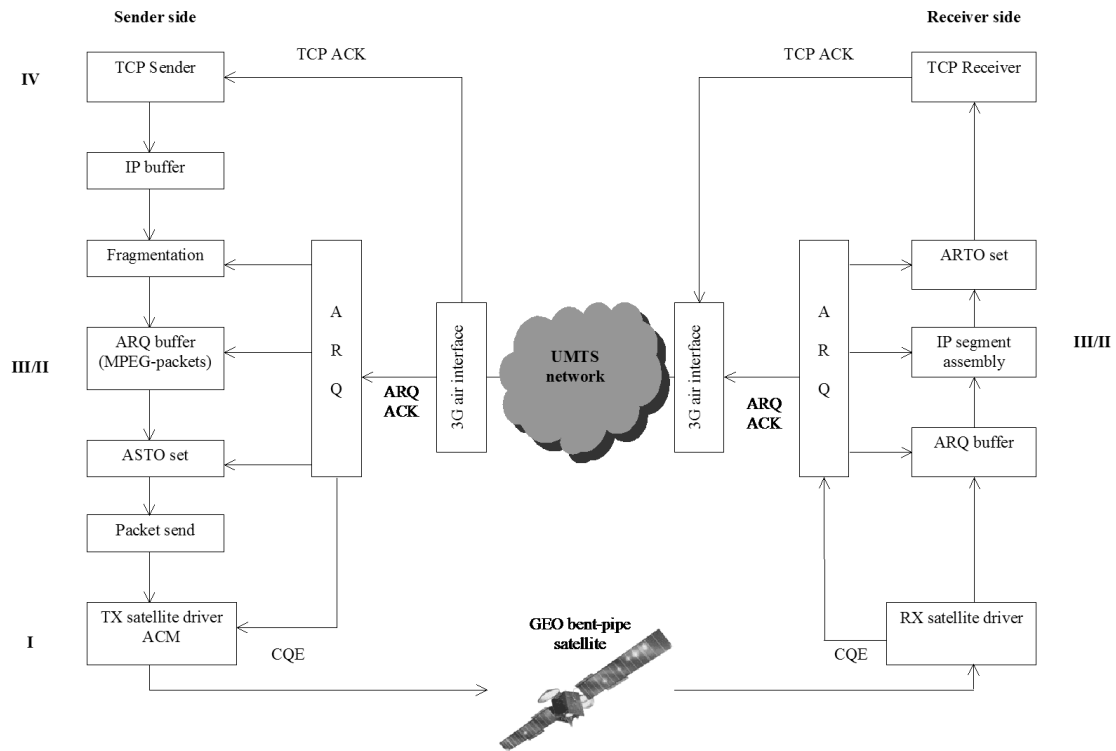 Sender side
Receiver side
IV
TCP Sender
TCP ACK
TCP ACK
TCP Receiver
IP buffer
Fragmentation
ARTO set
A
R
Q
3G air interface
UMTS
network
3G air interface
A
R
Q
III/II
ARQ buffer
(MPEG-packets)
IP segment
assembly
III/II
ARQ
ACK
ARQ
ACK
ASTO set
ARQ buffer
Packet send
I
TX satellite driver
ACM
CQE
GEO bent-pipe
satellite
CQE
RX satellite driver